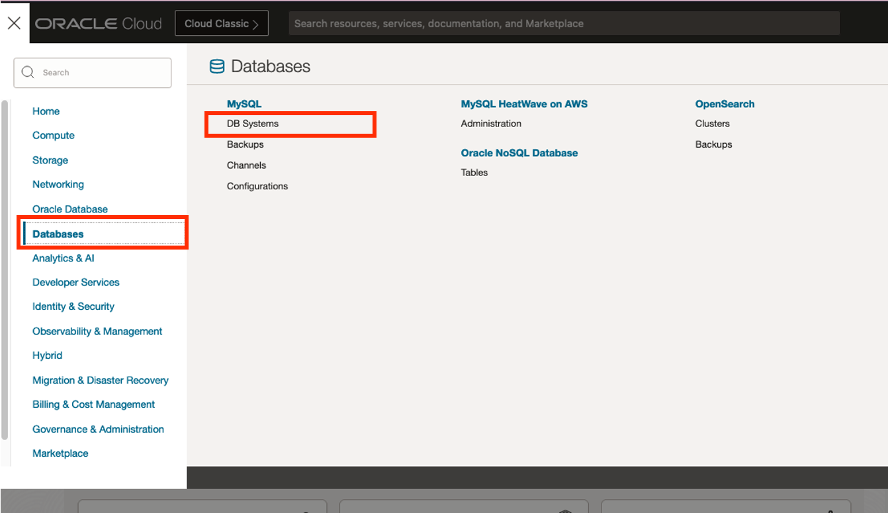 ORACLE Cloud
Cloud Classic >
Search resources, services, documentation, and Marketplace
Search
Home
Compute
Storage
Networking
Oracle Database
Databases
Analytics & AI
Developer Services
Identity & Security
Observability & Management
Hybrid
Migration & Disaster Recovery
Billing & Cost Management
Governance & Administration
Marketplace
Databases
MySQL
DB Systems
Backups
Channels
Configurations
MySQL HeatWave on AWS
Administration
Oracle NoSQL Database
Tables
OpenSearch
Clusters
Backups